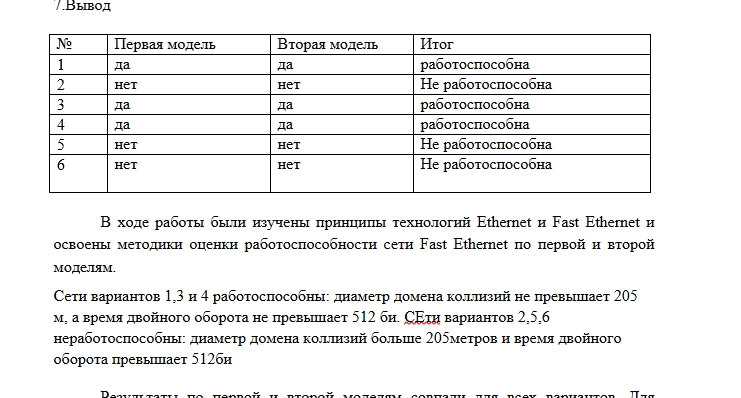 7.Вывод
№ Первая модель Вторая модель Итог
1 да да работоспособна
2 нет нет Не работоспособна
3 да да работоспособна
4 да да работоспособна
5 нет нет Не работоспособна
6 нет нет Не работоспособна
В ходе работы были изучены принципы технологий Ethernet и Fast Ethernet и
освоены методики оценки работоспособности сети Fast Ethernet по первой и второй
моделям.
Сети вариантов 1,3 и 4 работоспособны: диаметр домена коллизий не превышает 205
м, а время двойного оборота не превышает 512 би. СЕти вариантов 2,5,6
неработоспособны: диаметр домена коллизий больше 205метров и время двойного
оборота превышает 512би
Результаты по первой и второй моделям совпали для всех вариантов. Для